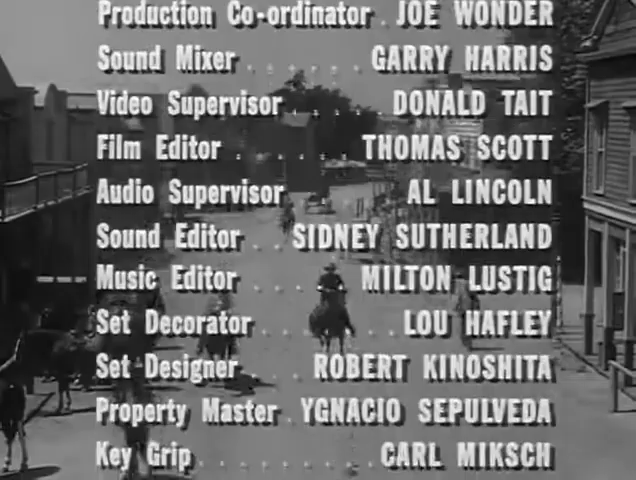 Production Co-ordinator . JOE WONDER
Sound Mixer . . . . . . GARRY HARRIS
Video Supervisor . . . . DONALD TAIT
Film Editor . . . . . THOMAS SCOTT
Audio Supervisor . . . . AL LINCOLN
Sound Editor . . SIDNEY SUTHERLAND
Music Editor . . . . . MILTON LUSTIG
Set Decorator . . . . . . LOU HAFLEY
Set Designer . . . ROBERT KINOSHITA
Property Master . YGNACIO SEPULVEDA
Key Grip . . . . . . . . CARL MIKSCH